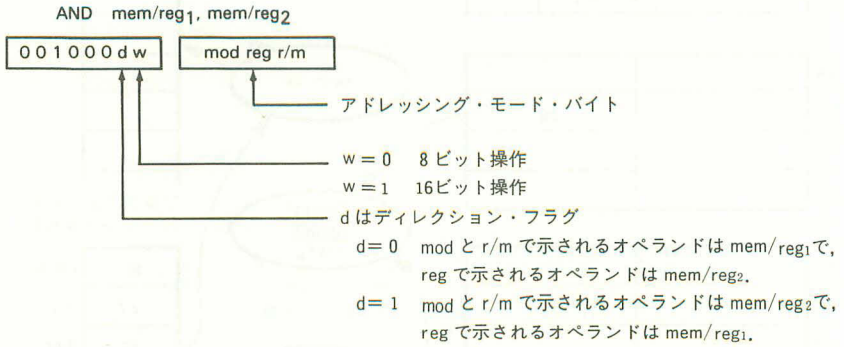 AND mem/reg1, mem/reg2
001000dw mod reg r/m
アドレッシング・モード・バイト
w=0 8ビット操作
w=1 16ビット操作
dはディレクション・フラグ
d=0 modとr/mで示されるオペランドはmem/reg1で,
regで示されるオペランドはmem/reg2.
d=1 modとr/mで示されるオペランドはmem/reg2で,
regで示されるオペランドはmem/reg1.